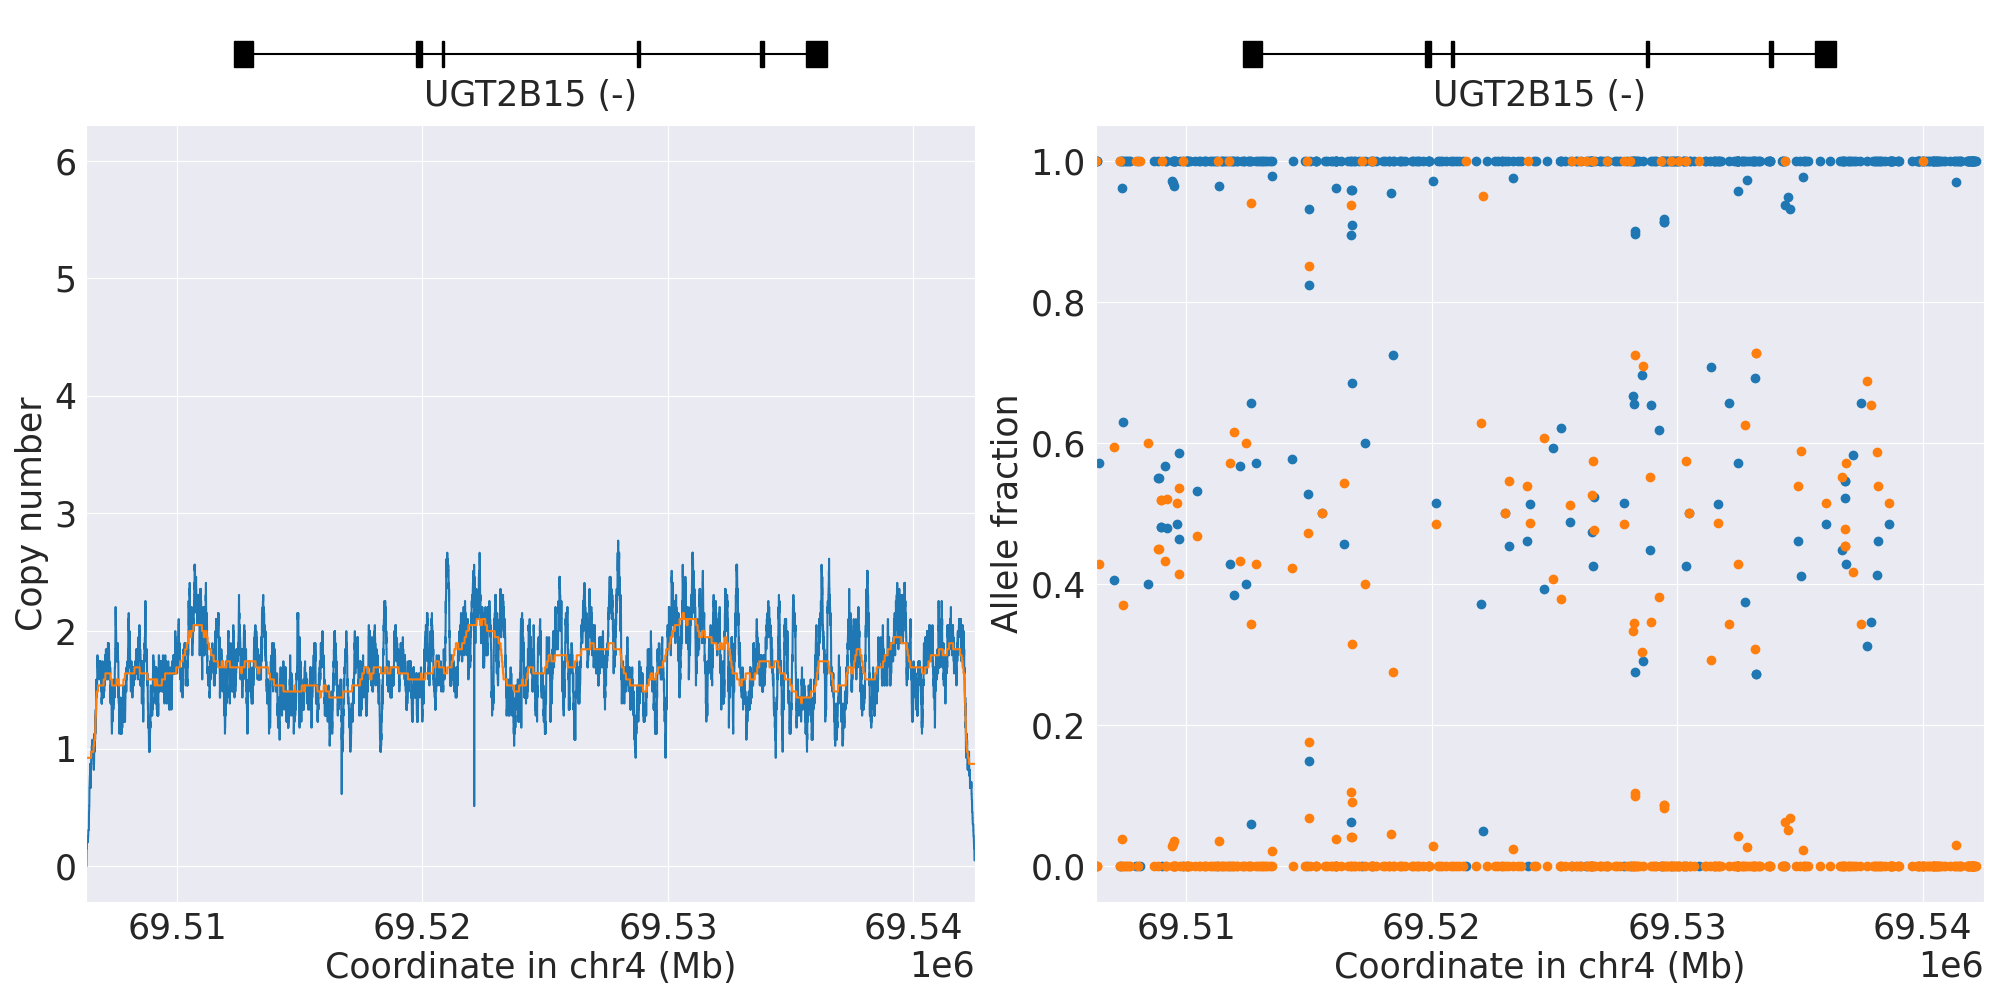 UGT2B15 (-)
6
5
4
3
2
1
0
Copy number
69.51 69.52 69.53 69.54
1e6
Coordinate in chr4 (Mb)
UGT2B15 (-)
1.0
0.8
0.6
0.4
0.2
0.0
Allele fraction
69.51 69.52 69.53 69.54
1e6
Coordinate in chr4 (Mb)